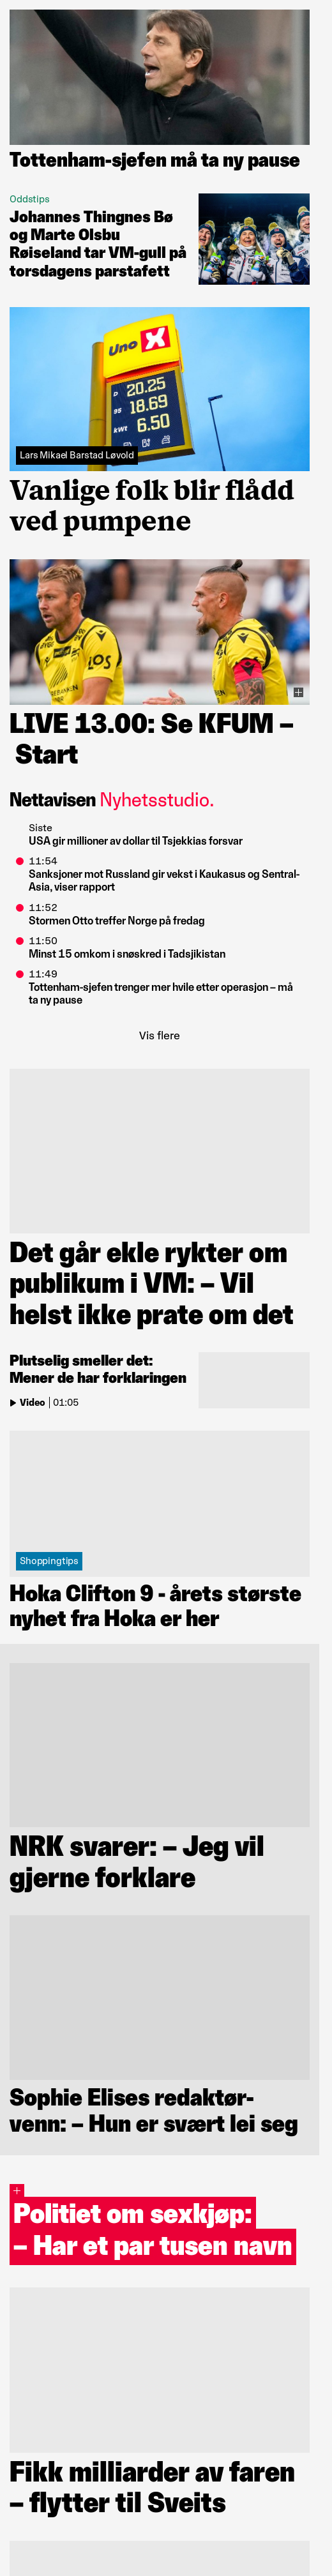 Tottenham-sjefen må ta ny pause
Oddstips
Johannes Thingnes Bø
og Marte Olsbu
Røiseland tar VM-gull på
torsdagens parstafett
Uno X
20.25
95 18.69
kWt 6.50
Lars Mikael Barstad Løvold
Vanlige folk blir flådd
ved pumpene
LIVE 13.00: Se KFUM –
Start
Nettavisen Nyhetsstudio.
Siste
USA gir millioner av dollar til Tsjekkias forsvar
11:54
Sanksjoner mot Russland gir vekst i Kaukasus og Sentral-
Asia, viser rapport
11:52
Stormen Otto treffer Norge på fredag
11:50
Minst 15 omkom i snøskred i Tadsjikistan
11:49
Tottenham-sjefen trenger mer hvile etter operasjon – må
ta ny pause
Vis flere
Det går ekle rykter om
publikum i VM: – Vil
helst ikke prate om det
Plutselig smeller det:
Mener de har forklaringen
Video 01:05
Shoppingtips
Hoka Clifton 9 - årets største
nyhet fra Hoka er her
NRK svarer: – Jeg vil
gjerne forklare
Sophie Elises redaktør-
venn: – Hun er svært lei seg
+
Politiet om sexkjøp:
– Har et par tusen navn
Fikk milliarder av faren
– flytter til Sveits